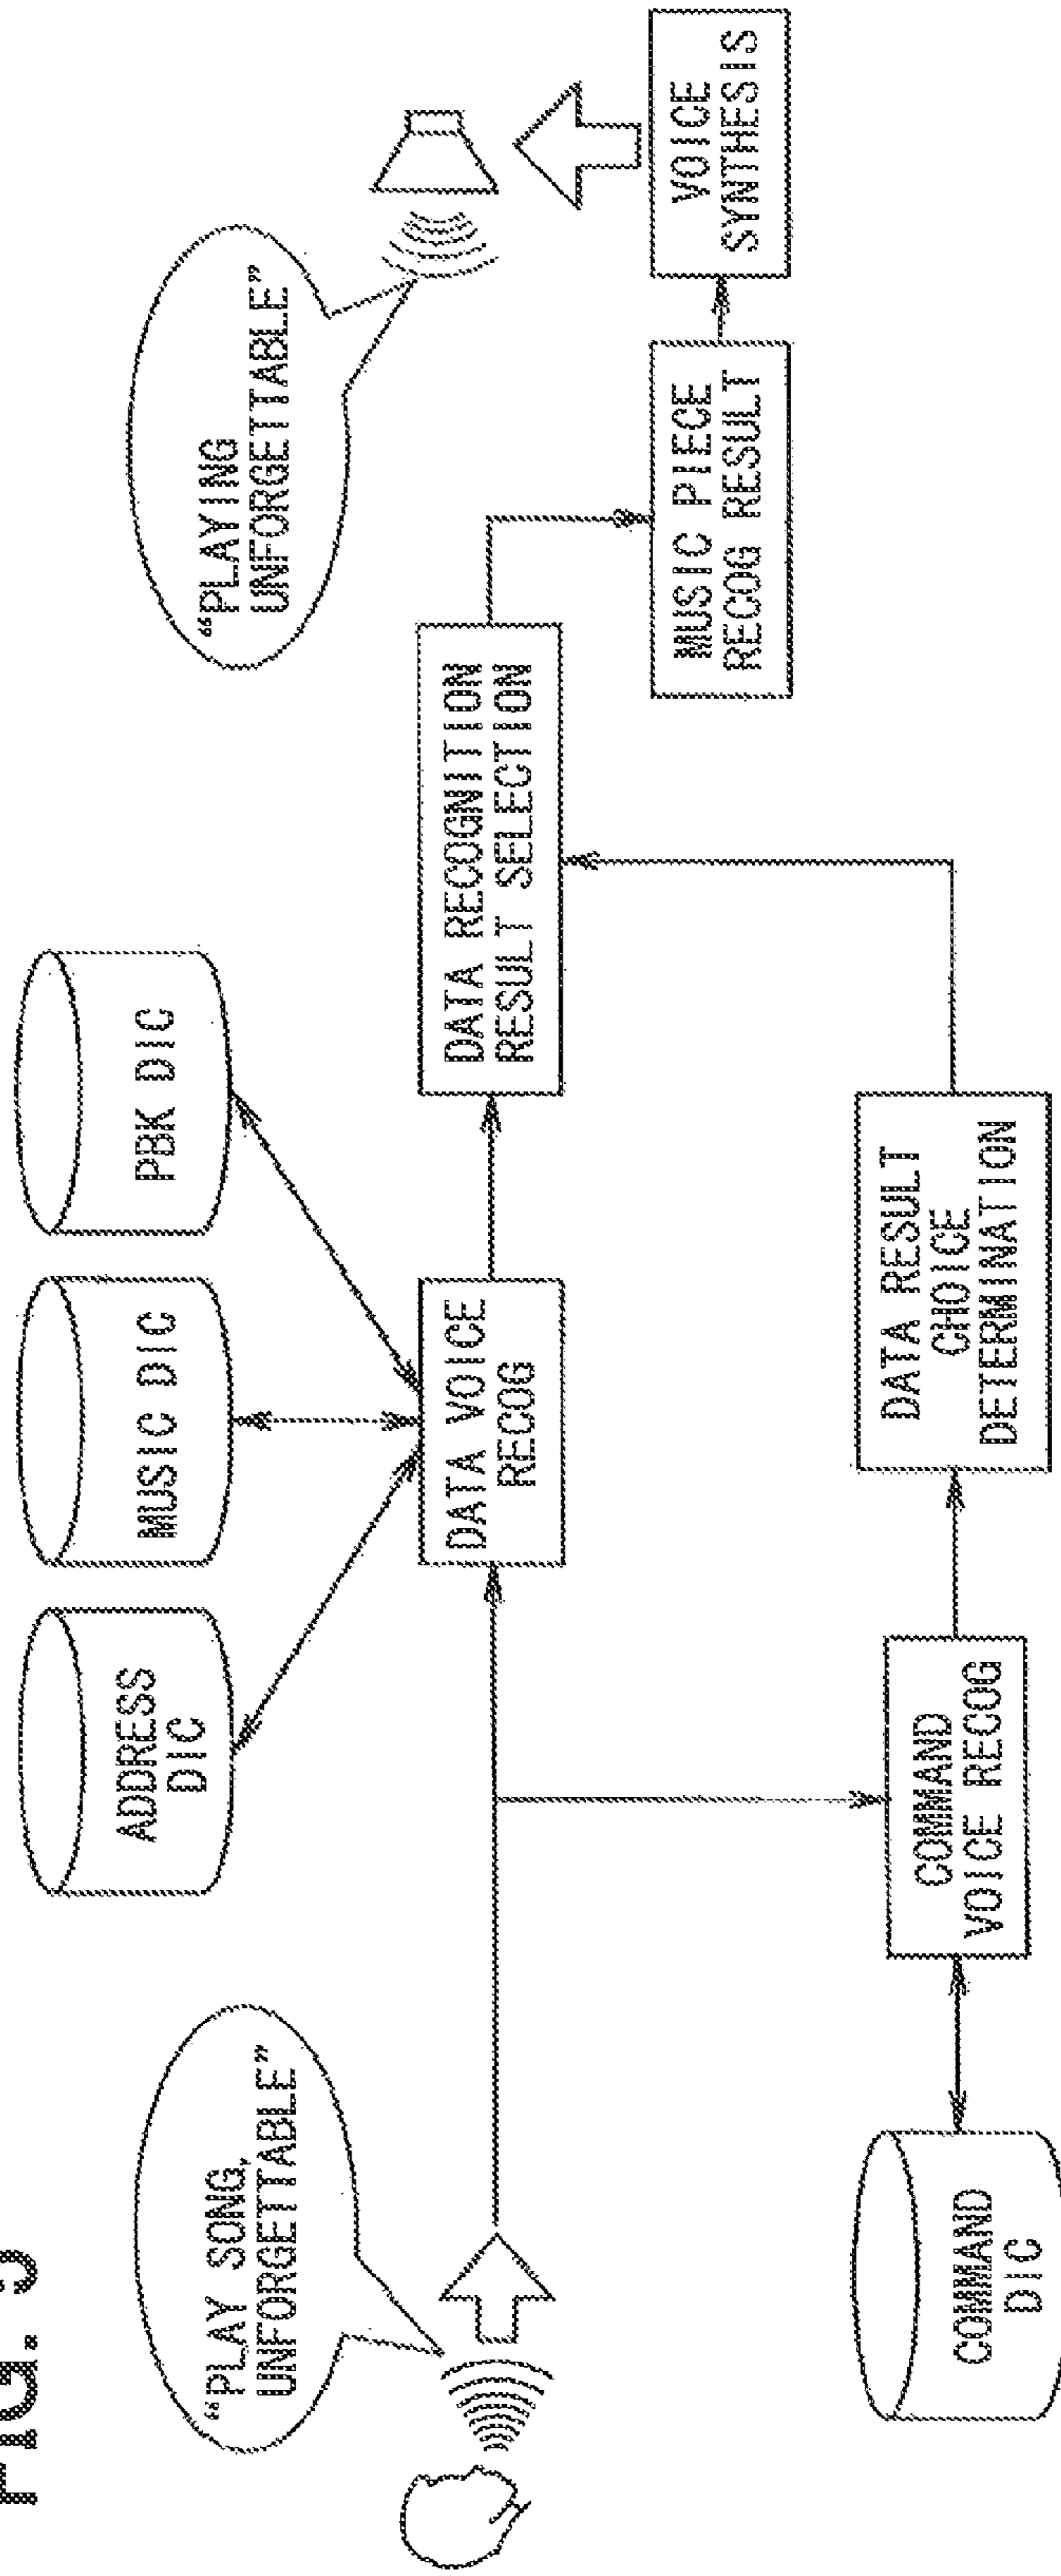 FIG.
"PLAY SONG,
UNFORGETTABLE"
ADDRESS
DIC
MUSIC DIC
PBK DIC
"PLAYING
UNFORGETTABLE"
DATA VOICE
RECOG
DATA RECOGNITION
RESULT SELECTION
MUSIC PIECE
RECOG RESULT
VOICE
SYNTHESIS
COMMAND
DIC
COMMAND
VOICE RECOG
DATA RESULT
CHOICE
DETERMINATION